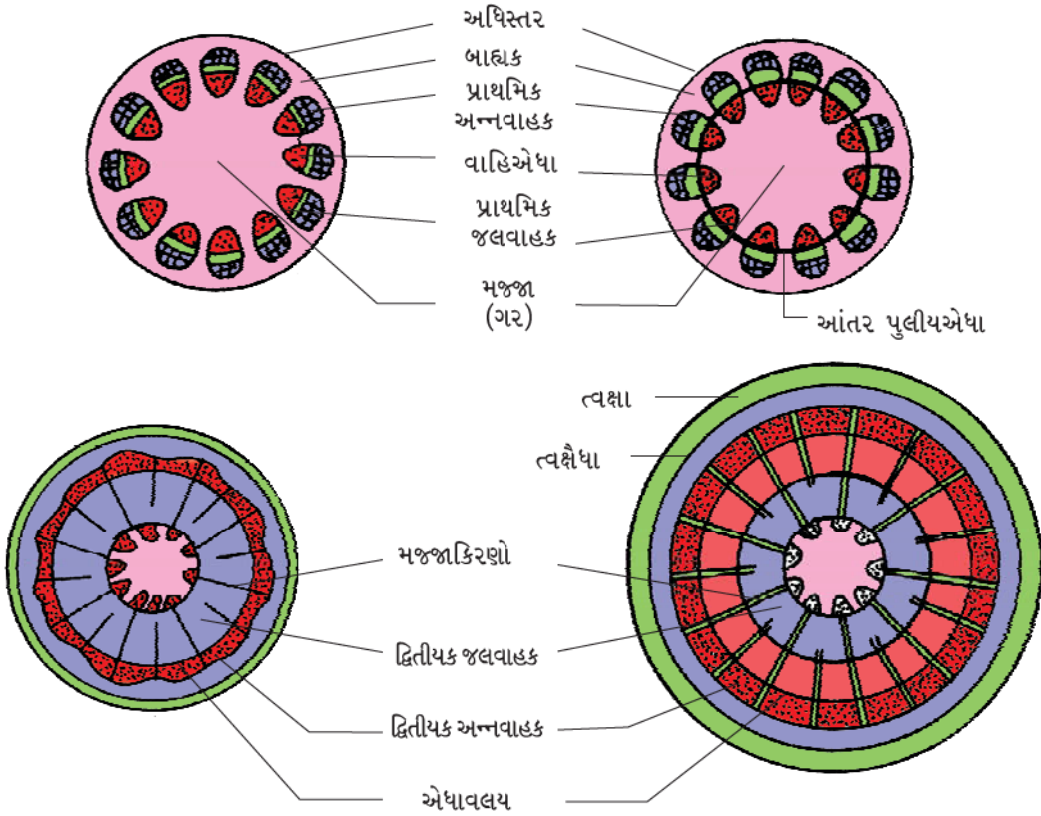 અધિસ્તર
બાહ્યક
પ્રાથમિક
અન્નવાહક
વાહિએધા
પ્રાથમિક
જલવાહક
મજ્જા
(ગર)
આંતર પુલીયએધા
ત્વક્ષા
ત્વક્ષૈધા
મજ્જાકિરણો
દ્વિતીયક જલવાહક
દ્વિતીયક અન્નવાહક
એધાવલય